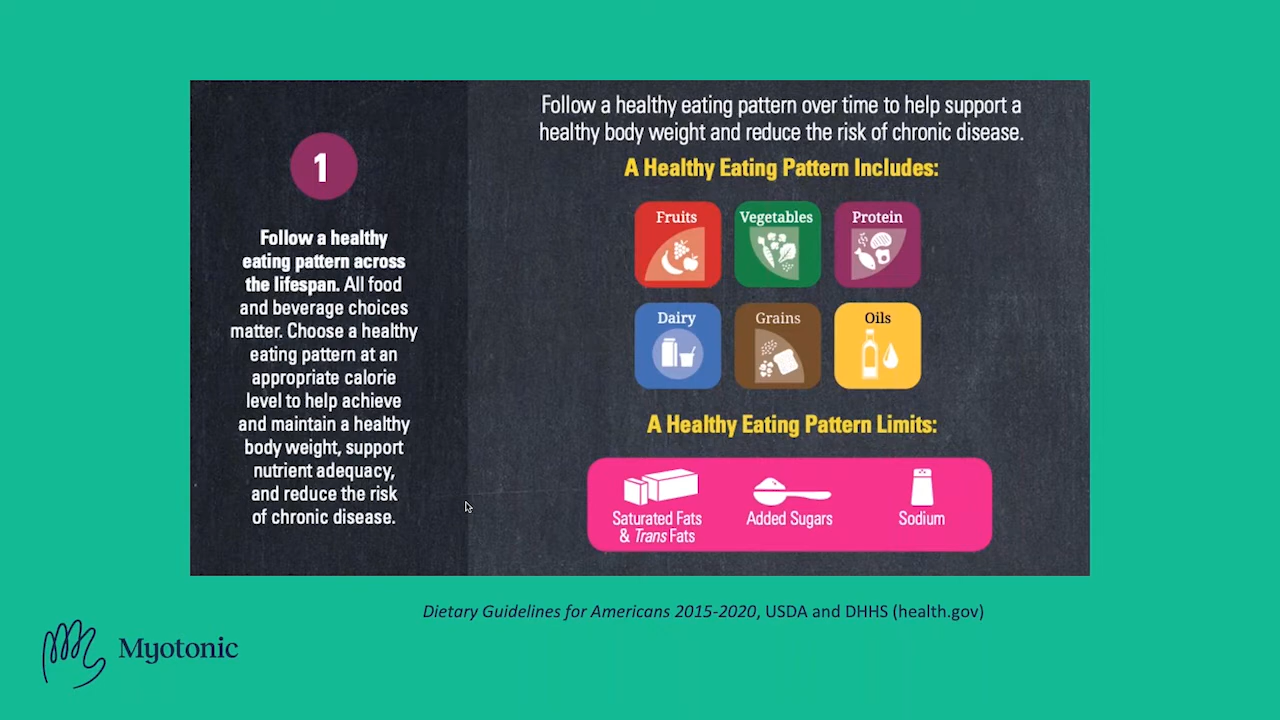 1
Follow a healthy
eating pattern across
the lifespan. All food
and beverage choices
matter. Choose a healthy
eating pattern at an
appropriate calorie
level to help achieve
and maintain a healthy
body weight, support
nutrient adequacy,
and reduce the risk
of chronic disease.
Follow a healthy eating pattern over time to help support a
healthy body weight and reduce the risk of chronic disease.
A Healthy Eating Pattern Includes:
Fruits Vegetables Protein
Dairy Grains Oils
A Healthy Eating Pattern Limits:
Saturated Fats
& Trans Fats
Added Sugars
Sodium
Dietary Guidelines for Americans 2015-2020, USDA and DHHS (health.gov)
Myotonic